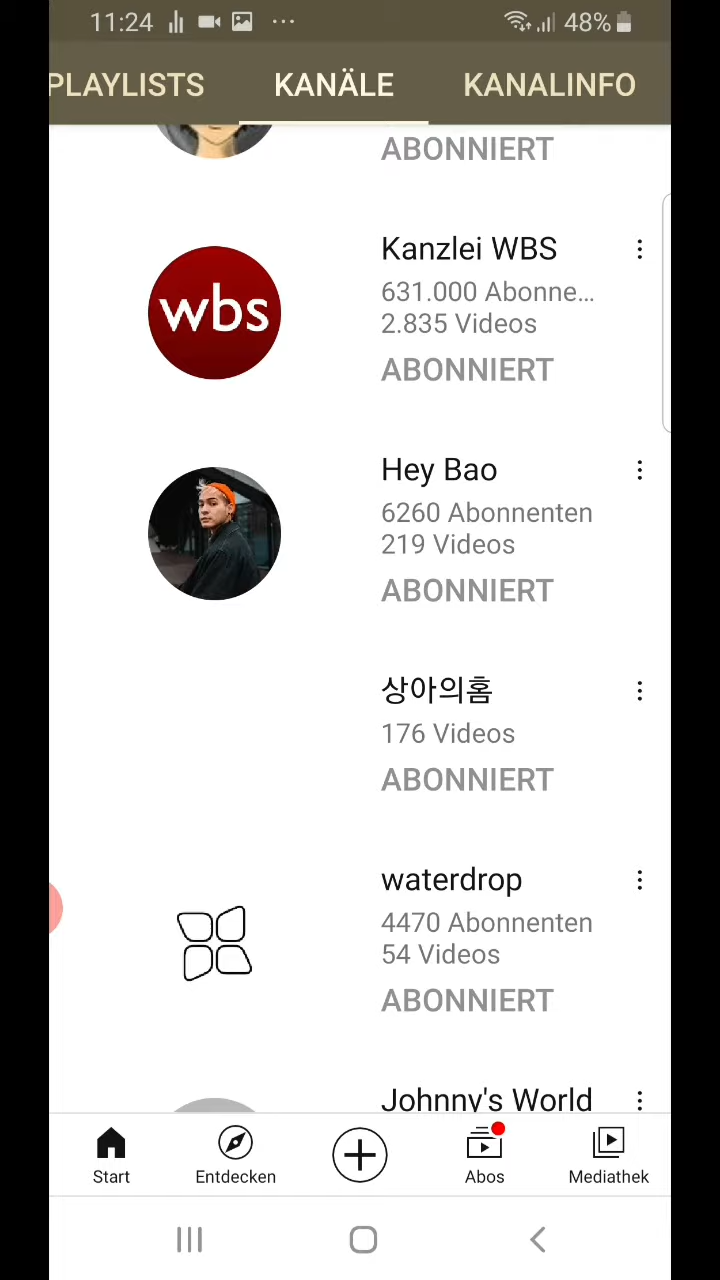 11:24 ... 48%
PLAYLISTS KANÄLE KANALINFO
ABONNIERT
Kanzlei WBS
wbs
631.000 Abonne...
2.835 Videos
ABONNIERT
Hey Bao
6260 Abonnenten
219 Videos
ABONNIERT
상아의홈
176 Videos
ABONNIERT
waterdrop
4470 Abonnenten
54 Videos
ABONNIERT
Johnny's World
Start Entdecken Abos Mediathek